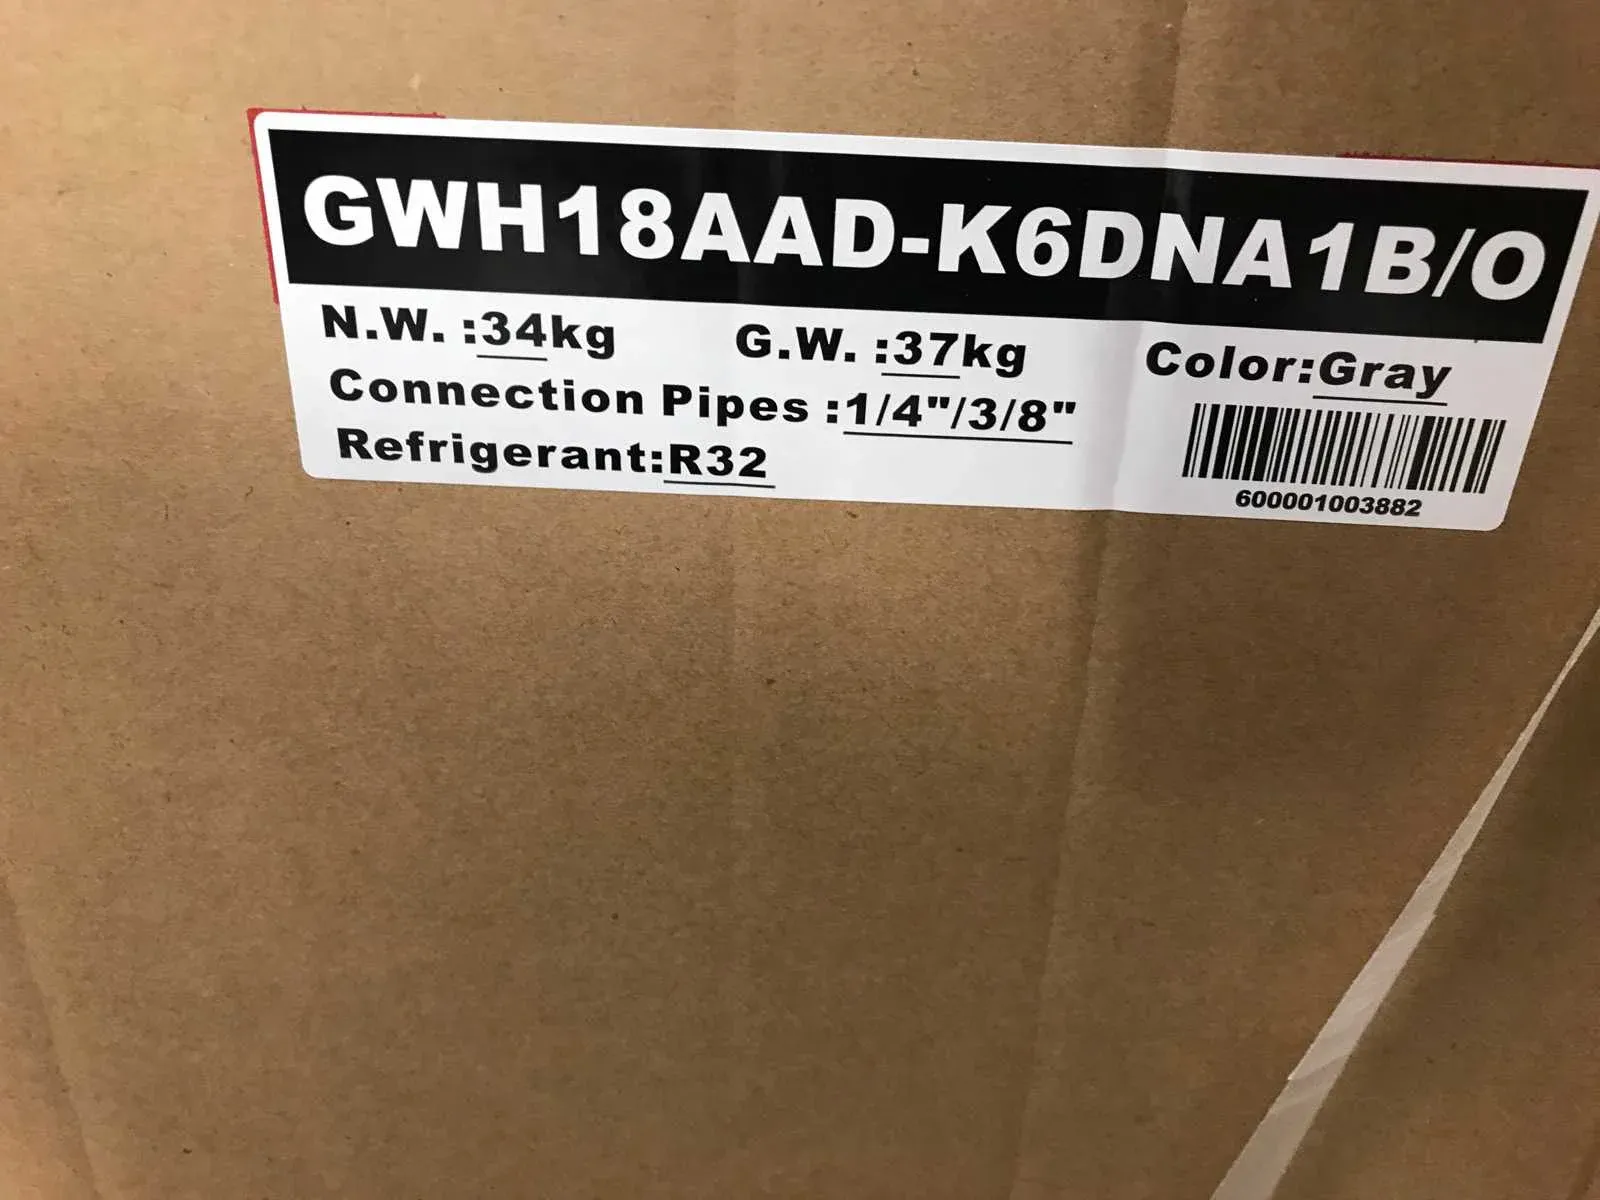 GWH18AAD-K6DNA1B/O
N.W. :34kg G.W. :37kg Color:Gray
Connection Pipes :1/4"/3/8"
Refrigerant:R32
600001003882